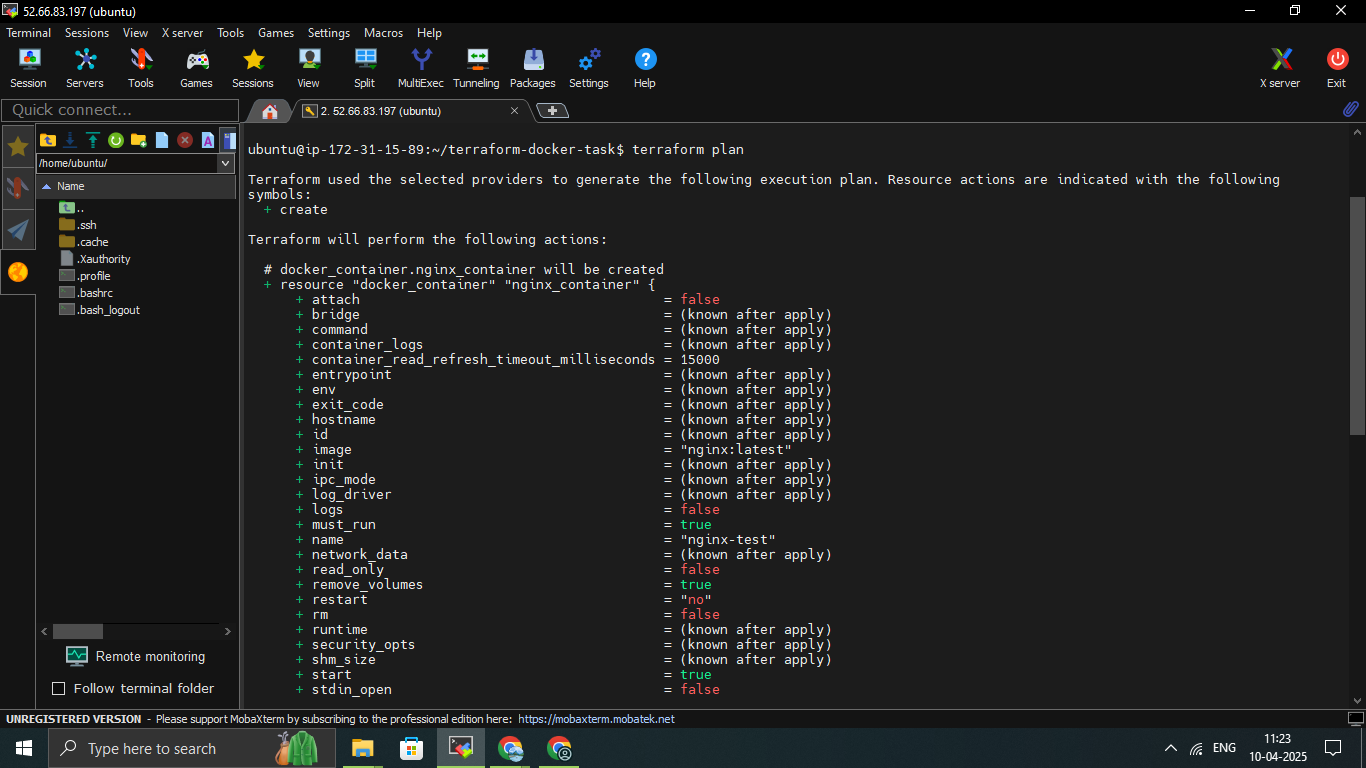 52.66.83.197 (ubuntu)
Terminal Sessions View X server Tools Games Settings Macros Help
Session Servers Tools Games Sessions View Split MultiExec Tunneling Packages Settings Help X server Exit
Quick connect...
2. 52.66.83.197 (ubuntu)
/home/ubuntu/
Name
..
.ssh
.cache
.Xauthority
.profile
.bashrc
.bash_logout
Remote monitoring
Follow terminal folder
ubuntu@ip-172-31-15-89:~/terraform-docker-task$ terraform plan
Terraform used the selected providers to generate the following execution plan. Resource actions are indicated with the following
symbols:
+ create
Terraform will perform the following actions:
# docker_container.nginx_container will be created
+ resource "docker_container" "nginx_container" {
+ attach = false
+ bridge = (known after apply)
+ command = (known after apply)
+ container_logs = (known after apply)
+ container_read_refresh_timeout_milliseconds = 15000
+ entrypoint = (known after apply)
+ env = (known after apply)
+ exit_code = (known after apply)
+ hostname = (known after apply)
+ id = (known after apply)
+ image = "nginx:latest"
+ init = (known after apply)
+ ipc_mode = (known after apply)
+ log_driver = (known after apply)
+ logs = false
+ must_run = true
+ name = "nginx-test"
+ network_data = (known after apply)
+ read_only = false
+ remove_volumes = true
+ restart = "no"
+ rm = false
+ runtime = (known after apply)
+ security_opts = (known after apply)
+ shm_size = (known after apply)
+ start = true
+ stdin_open = false
UNREGISTERED VERSION - Please support MobaXterm by subscribing to the professional edition here: https://mobaxterm.mobatek.net
Type here to search
ENG
11:23
10-04-2025